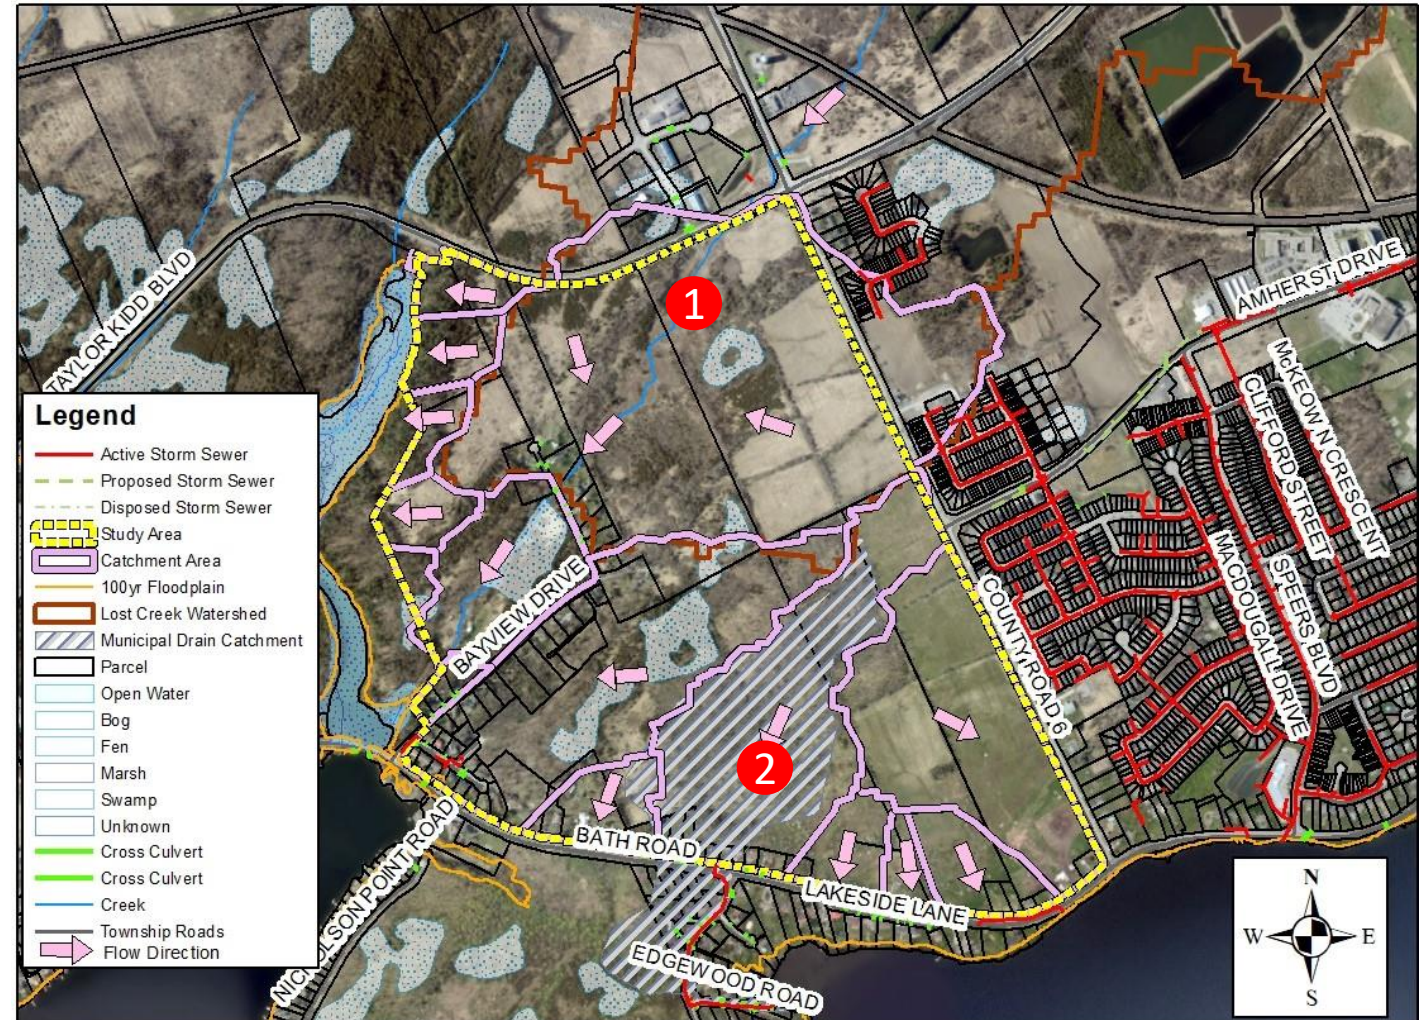 TAYLOR KIDD BLVD
1
AMHERST DRIVE
McKEOWN CRESCENT
CLIFFORD STREET
SPEERS BLVD
MACDOUGALL DRIVE
COUNTY ROAD 6
BAYVIEW DRIVE
2
BATH ROAD
LAKESIDE LANE
NICHOLSON POINT ROAD
EDGEWOOD ROAD
Legend
Active Storm Sewer
Proposed Storm Sewer
Disposed Storm Sewer
Study Area
Catchment Area
100yr Floodplain
Lost Creek Watershed
Municipal Drain Catchment
Parcel
Open Water
Bog
Fen
Marsh
Swamp
Unknown
Cross Culvert
Cross Culvert
Creek
Township Roads
Flow Direction
N
W E
S